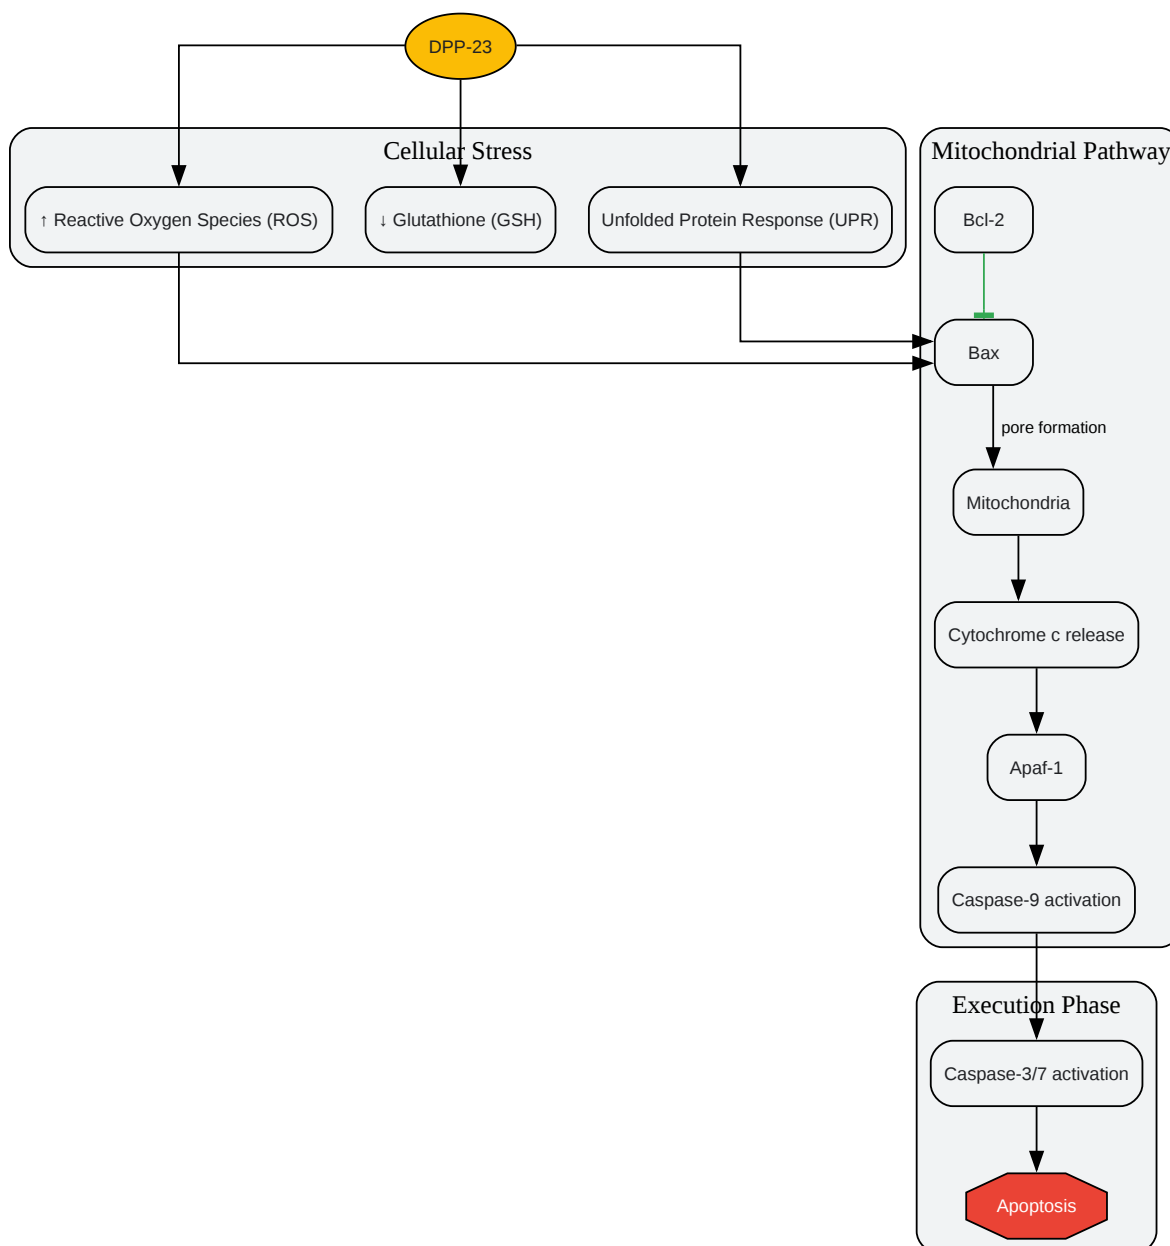 DPP-23
Cellular Stress
↑ Reactive Oxygen Species (ROS)
↓ Glutathione (GSH)
Unfolded Protein Response (UPR)
Mitochondrial Pathway
Bcl-2
Bax
pore formation
Mitochondria
Cytochrome c release
Apaf-1
Caspase-9 activation
Execution Phase
Caspase-3/7 activation
Apoptosis